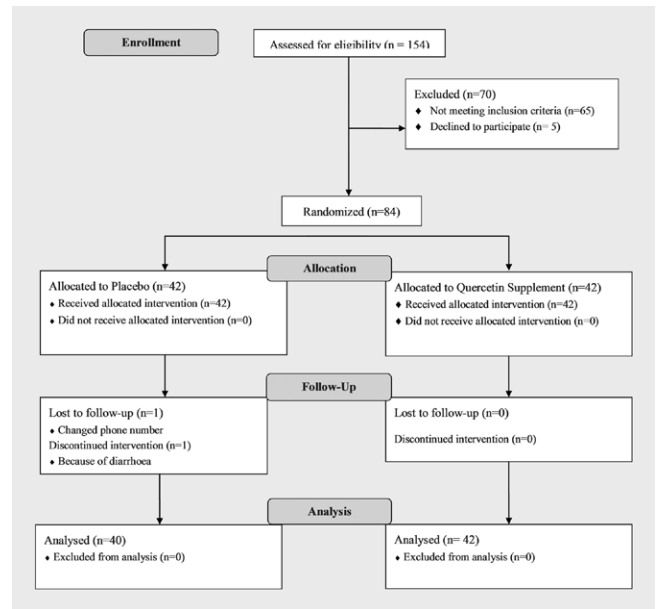 Enrollment
Assessed for eligibility (n = 154)
Excluded (n=70)
♦ Not meeting inclusion criteria (n=65)
♦ Declined to participate (n= 5)
Randomized (n=84)
Allocation
Allocated to Placebo (n=42)
♦ Received allocated intervention (n=42)
♦ Did not receive allocated intervention (n=0)
Allocated to Quercetin Supplement (n=42)
♦ Received allocated intervention (n=42)
♦ Did not receive allocated intervention (n=0)
Follow-Up
Lost to follow-up (n=1)
♦ Changed phone number
Discontinued intervention (n=1)
♦ Because of diarrhoea
Lost to follow-up (n=0)
Discontinued intervention (n=0)
Analysis
Analysed (n=40)
♦ Excluded from analysis (n=0)
Analysed (n= 42)
♦ Excluded from analysis (n=0)